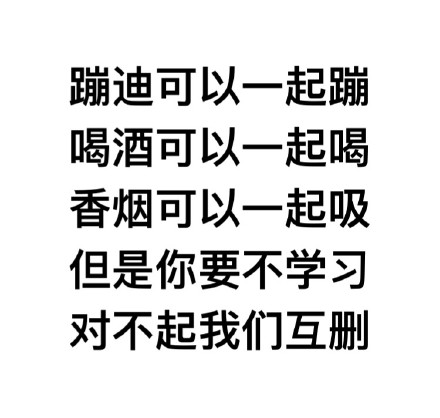 蹦迪可以一起蹦
喝酒可以一起喝
香烟可以一起吸
但是你要不学习
对不起我们互删